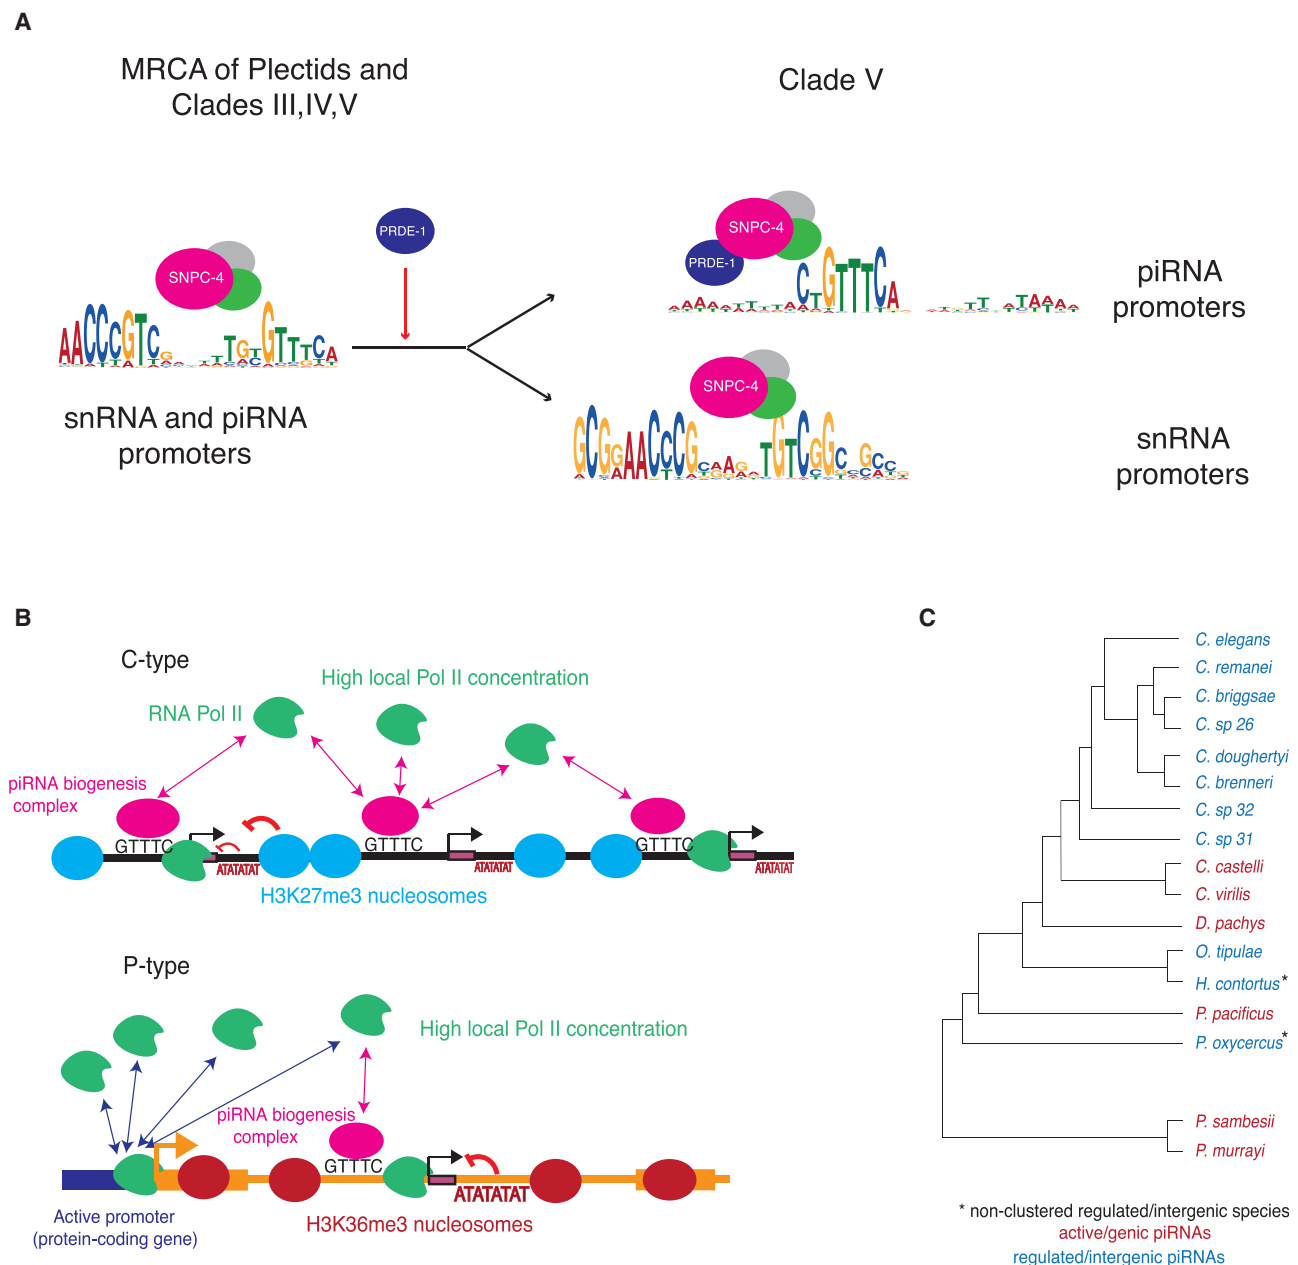 A
MRCA of Plectids and
Clades III,IV,V
Clade V
PRDE-1
SNPC-4
AACCCGTCG
TGTGTTTCA
snRNA and piRNA
promoters
SNPC-4
PRDE-1
CTGTTTCA
piRNA
promoters
SNPC-4
GCGGAACCCG
TGTCGGC
snRNA
promoters
B
C-type
High local Pol II concentration
RNA Pol II
piRNA biogenesis
complex
GTTTC
GTTTC
GTTTC
ATATATAT
ATATATAT
ATATATAT
H3K27me3 nucleosomes
P-type
High local Pol II concentration
piRNA biogenesis
complex
GTTTC
ATATATAT
Active promoter
(protein-coding gene)
H3K36me3 nucleosomes
C
C. elegans
C. remanei
C. briggsae
C. sp 26
C. doughertyi
C. brenneri
C. sp 32
C. sp 31
C. castelli
C. virilis
D. pachys
O. tipulae
H. contortus*
P. pacificus
P. oxycercus*
P. sambesii
P. murrayi
* non-clustered regulated/intergenic species
active/genic piRNAs
regulated/intergenic piRNAs